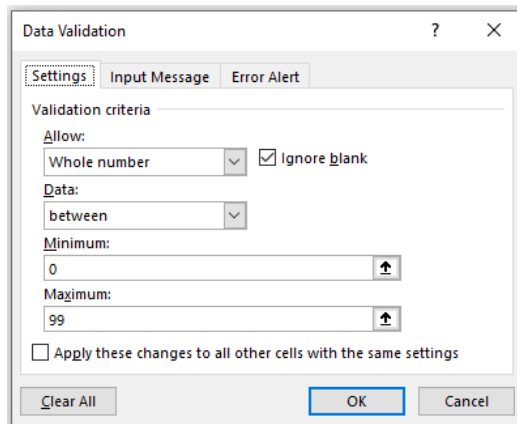 Data Validation ?
Settings Input Message Error Alert
Validation criteria
Allow:
Whole number Ignore blank
Data:
between
Minimum:
0
Maximum:
99
Apply these changes to all other cells with the same settings
Clear All OK Cancel